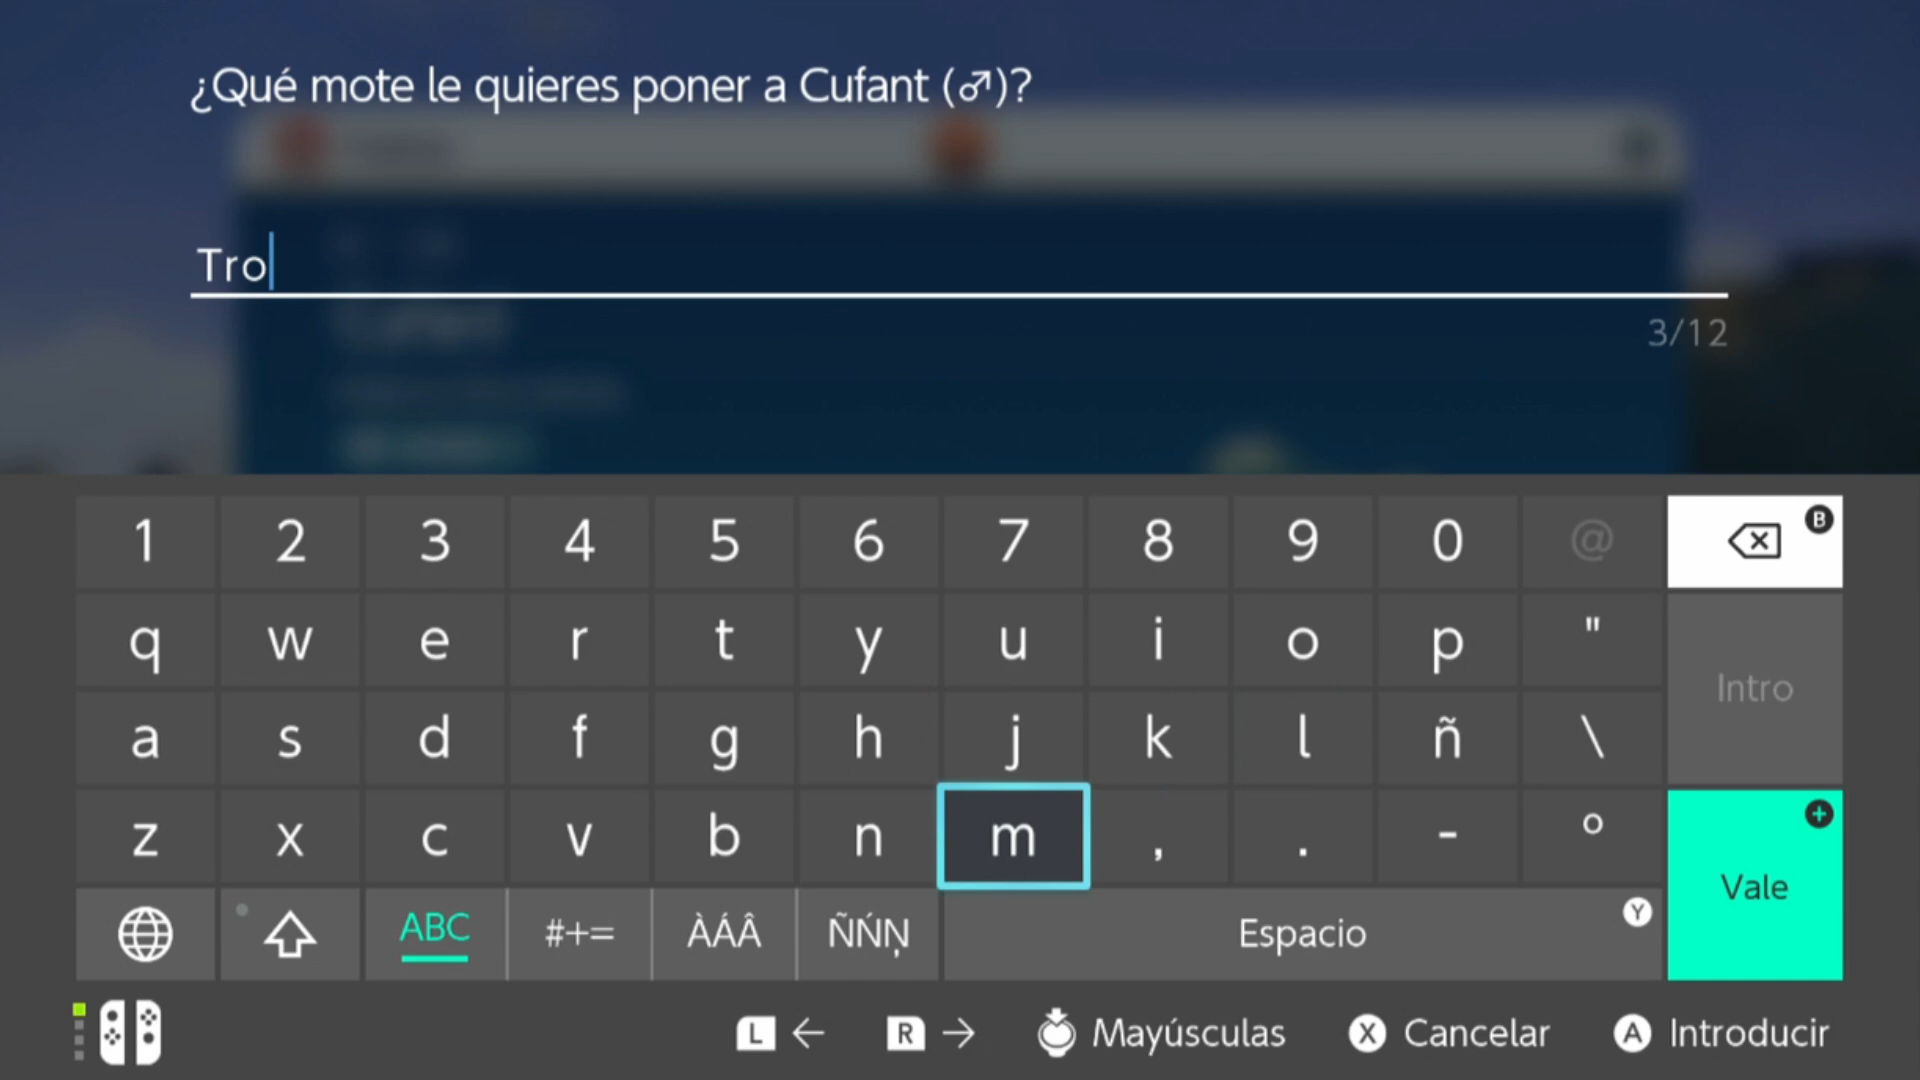 ¿Qué mote le quieres poner a Cufant (♂)?
Tro
3/12
1 2 3 4 5 6 7 8 9 0 @ B
q w e r t y u i o p " Intro
a s d f g h j k l ñ \
z x c v b n m , . - º + Vale
ABC #+= ÀÁÂ ÑŃŅ Espacio Y
L ← R → Mayúsculas X Cancelar A Introducir